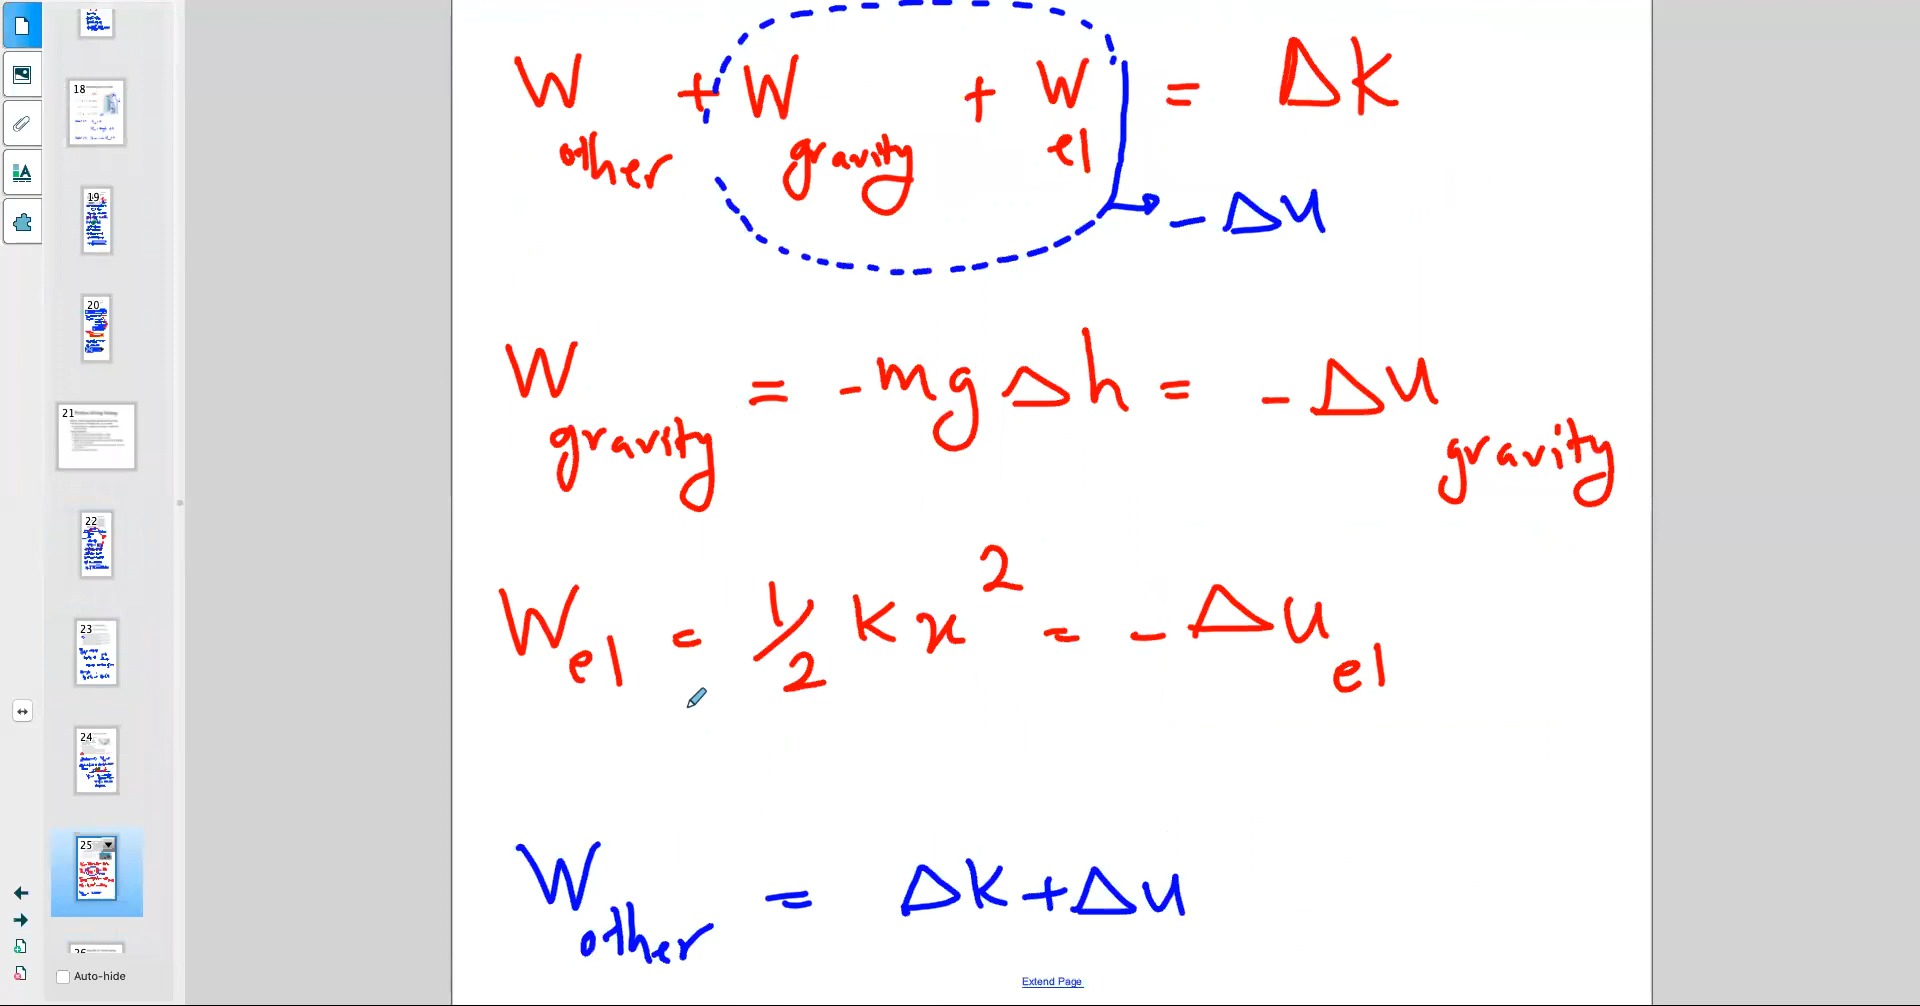 W other + W gravity + W el = ΔK
- ΔU
W gravity = -mgΔh = - ΔU gravity
W el = 1/2 k x² = - ΔU el
W other = ΔK + ΔU
Extend Page
18
19
20
21
22
23
24
25
Auto-hide